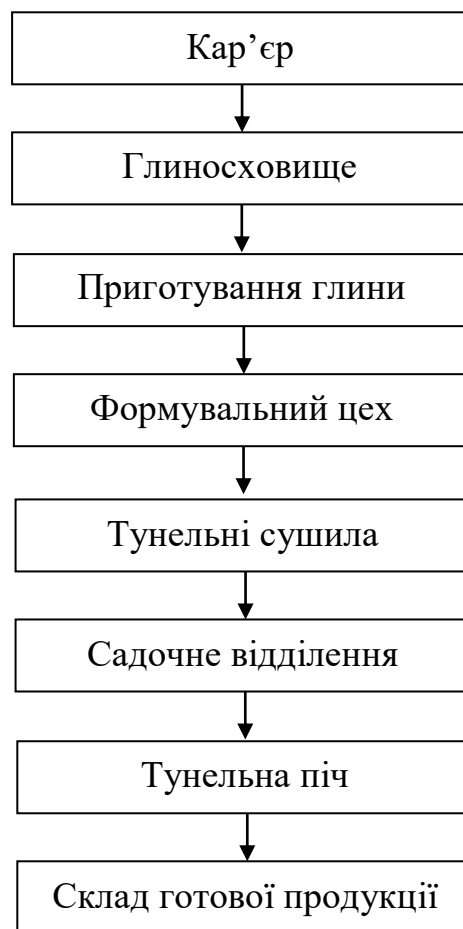 Кар’єр
Глиносховище
Приготування глини
Формувальний цех
Тунельні сушила
Садочне відділення
Тунельна піч
Склад готової продукції